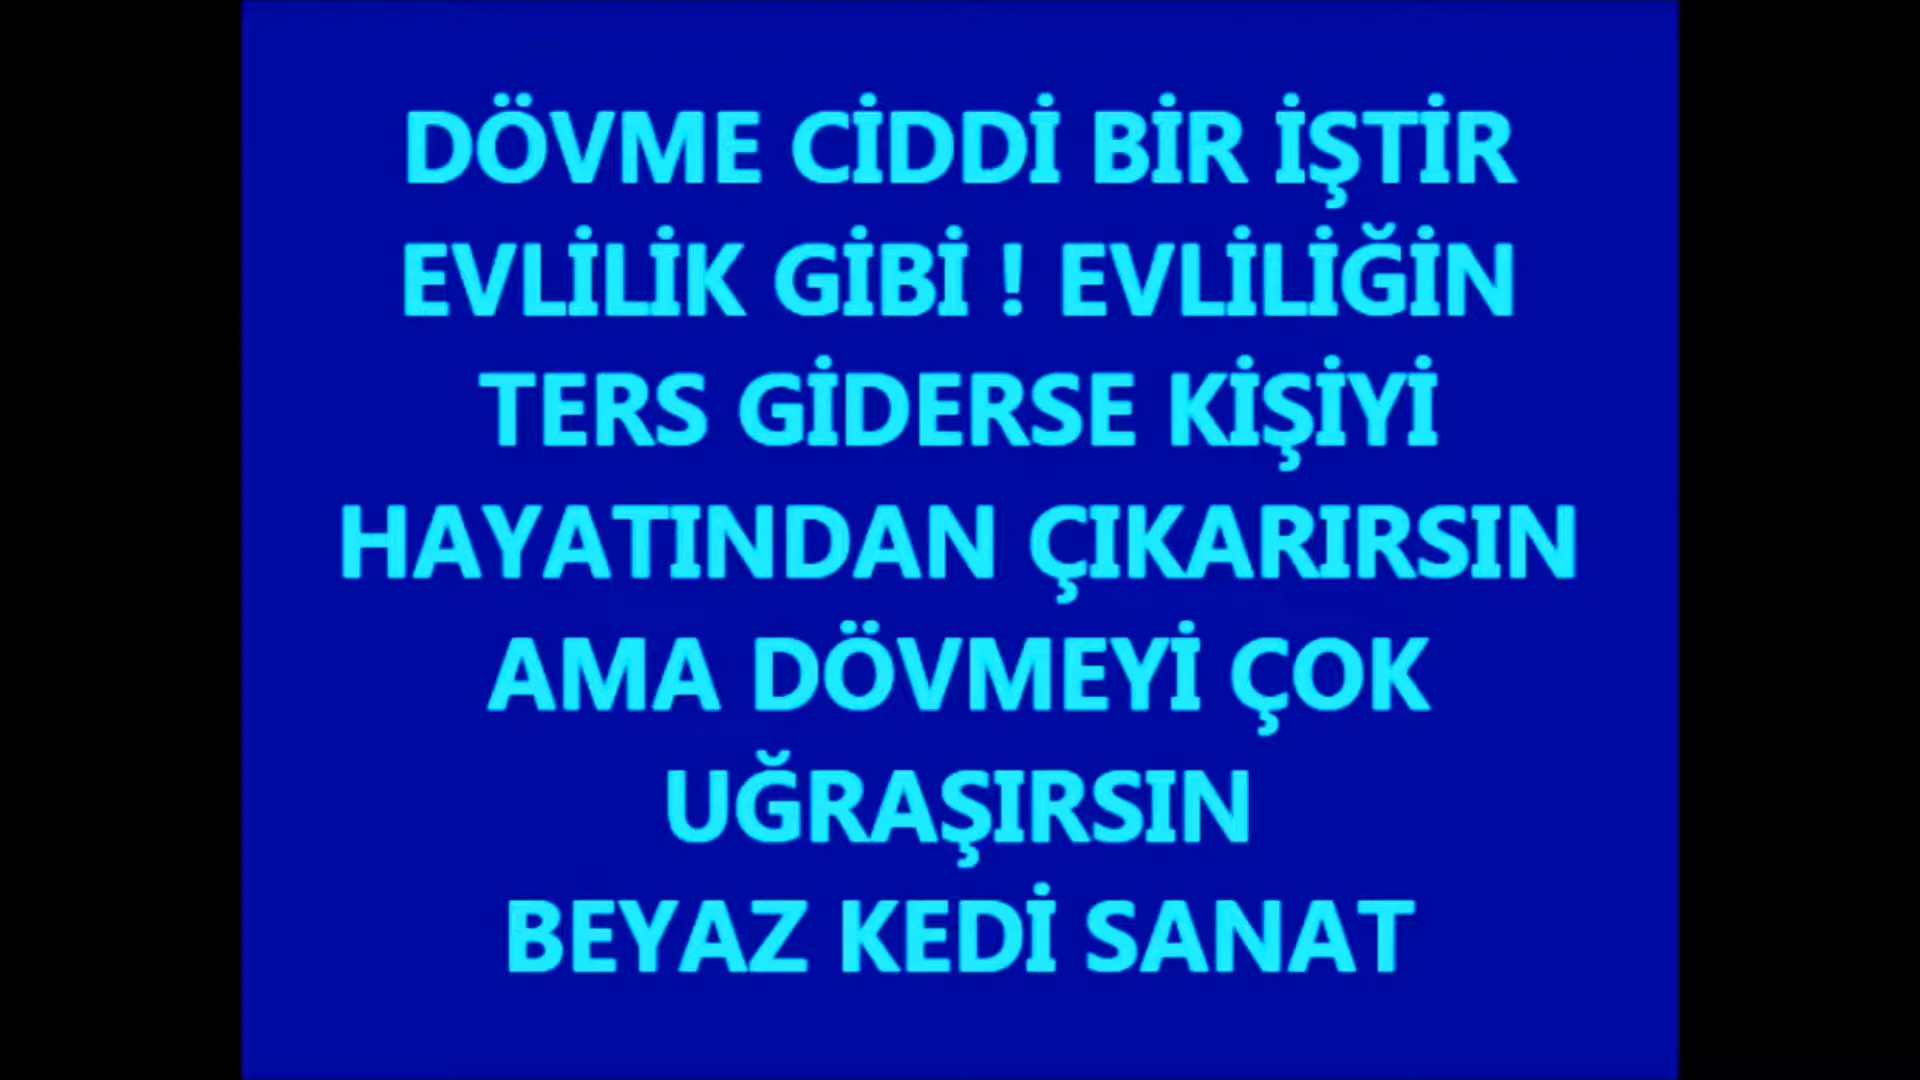 DÖVME CİDDİ BİR İŞTİR
EVLİLİK GİBİ ! EVLİLİĞİN
TERS GİDERSE KİŞİYİ
HAYATINDAN ÇIKARIRSIN
AMA DÖVMEYİ ÇOK
UĞRAŞIRSIN
BEYAZ KEDİ SANAT